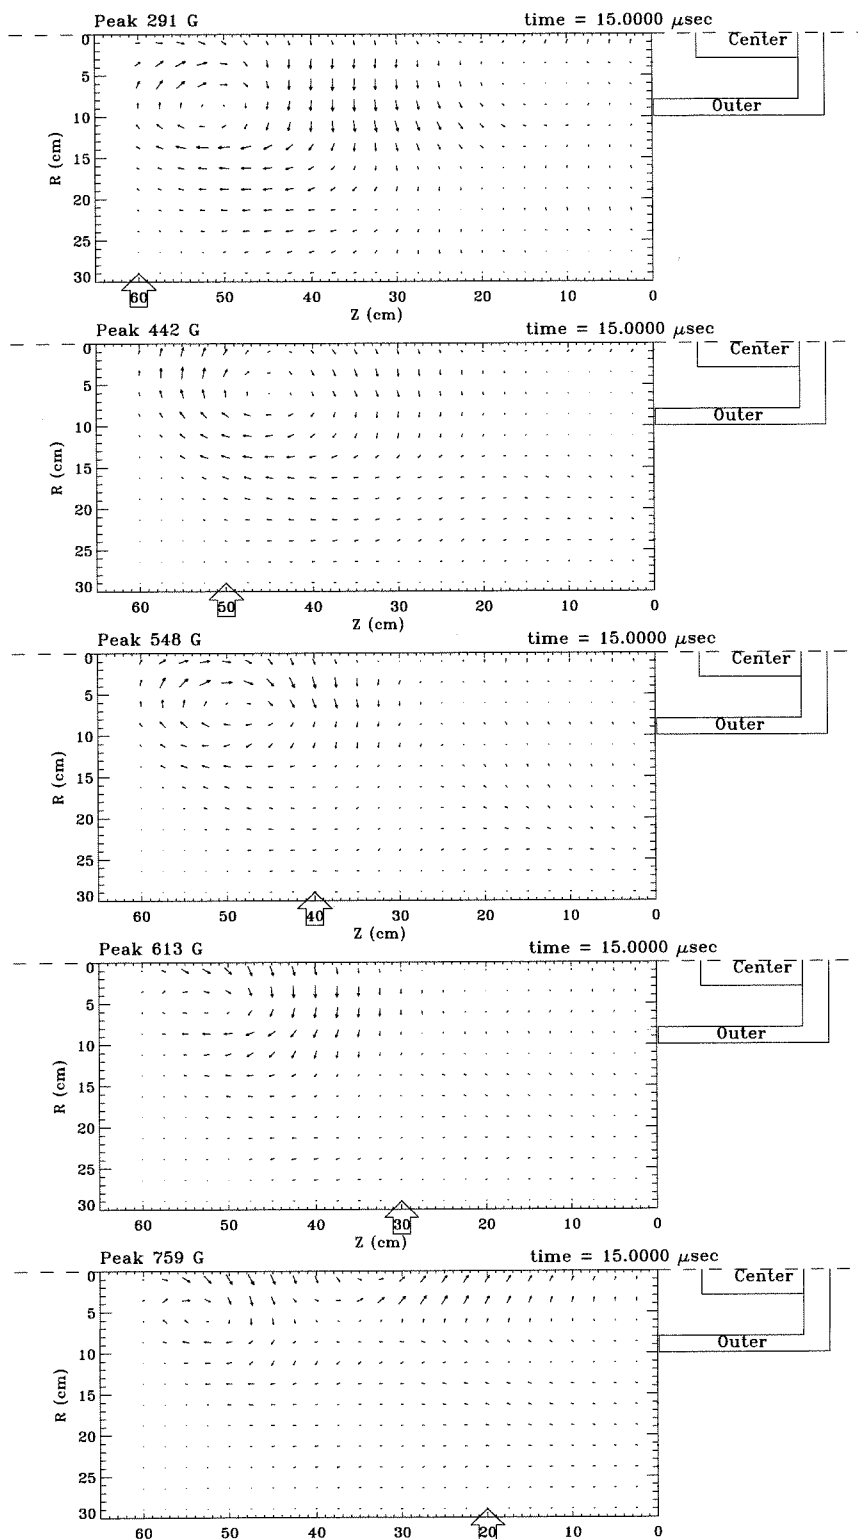 Peak 291 G time = 15.0000 μsec
0 Center
5
10 Outer
R (cm)
15
20
25
30
60 50 40 30 20 10 0
Z (cm)
Peak 442 G time = 15.0000 μsec
0 Center
5
10 Outer
R (cm)
15
20
25
30
60 50 40 30 20 10 0
Z (cm)
Peak 548 G time = 15.0000 μsec
0 Center
5
10 Outer
R (cm)
15
20
25
30
60 50 40 30 20 10 0
Z (cm)
Peak 613 G time = 15.0000 μsec
0 Center
5
10 Outer
R (cm)
15
20
25
30
60 50 40 30 20 10 0
Z (cm)
Peak 759 G time = 15.0000 μsec
0 Center
5
10 Outer
R (cm)
15
20
25
30
60 50 40 30 20 10 0